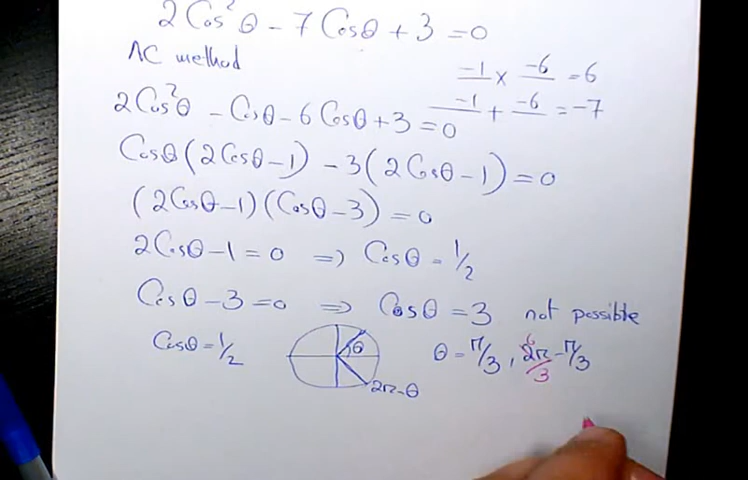 2Cos²θ - 7Cosθ + 3 = 0
AC method
-1 x -6 = 6
-1 + -6 = -7
2Cos²θ - Cosθ - 6Cosθ + 3 = 0
Cosθ(2Cosθ - 1) - 3(2Cosθ - 1) = 0
(2Cosθ - 1)(Cosθ - 3) = 0
2Cosθ - 1 = 0 ⇒ Cosθ = 1/2
Cosθ - 3 = 0 ⇒ Cosθ = 3 not possible
Cosθ = 1/2 θ θ = π/3, 2π/3 - π/3
2π-θ